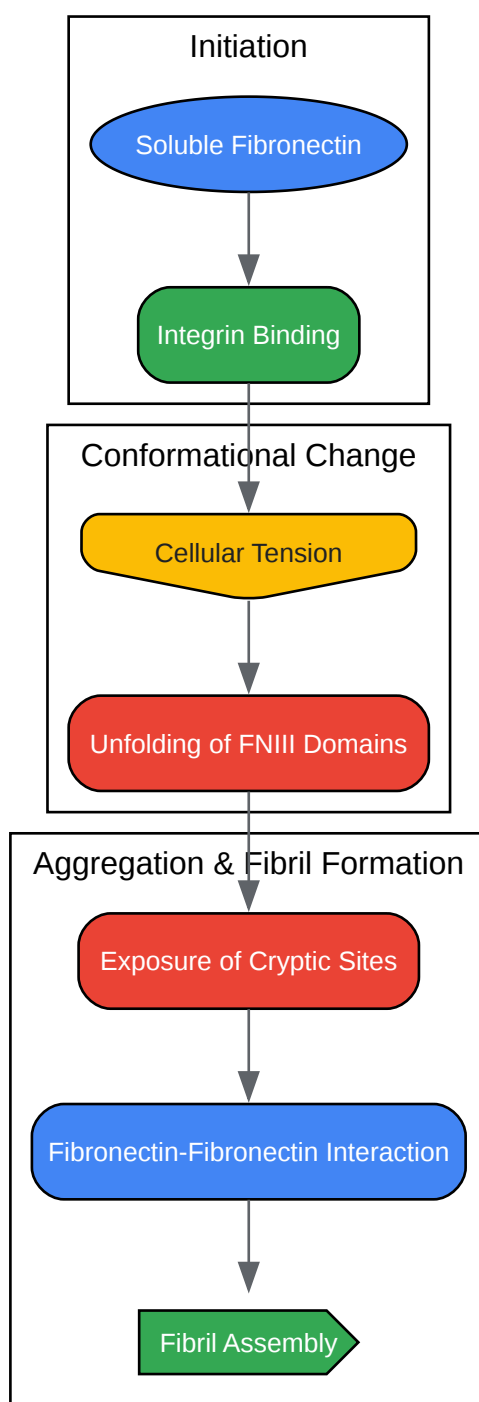 Initiation
Soluble Fibronectin
Integrin Binding
Conformational Change
Cellular Tension
Unfolding of FNIII Domains
Aggregation & Fibril Formation
Exposure of Cryptic Sites
Fibronectin-Fibronectin Interaction
Fibril Assembly